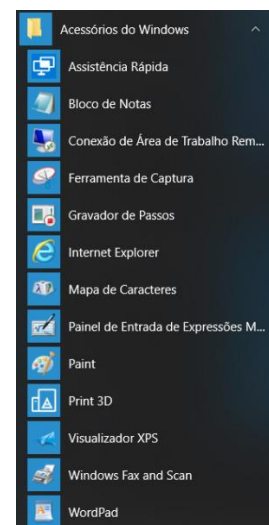 Acessórios do Windows
Assistência Rápida
Bloco de Notas
Conexão de Área de Trabalho Rem...
Ferramenta de Captura
Gravador de Passos
Internet Explorer
Mapa de Caracteres
Painel de Entrada de Expressões M...
Paint
Print 3D
Visualizador XPS
Windows Fax and Scan
WordPad